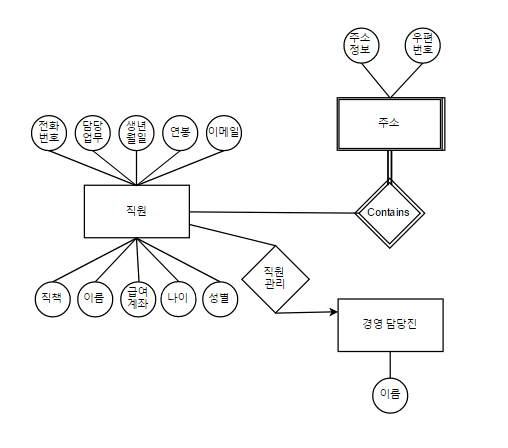 주소
정보
우편
번호
주소
전화
번호
담당
업무
생년
월일
연봉
이메일
직원
Contains
직원
관리
직책
이름
급여
계좌
나이
성별
경영 담당진
이름